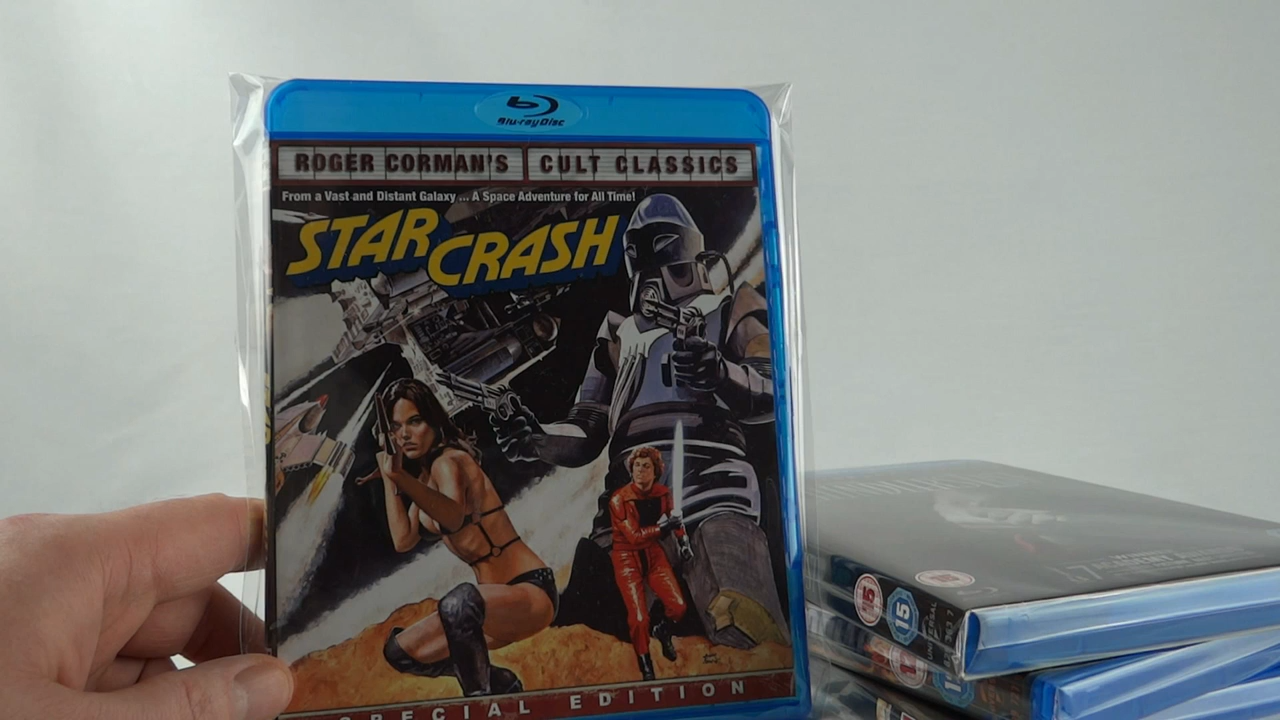 Blu-ray Disc
ROGER CORMAN'S CULT CLASSICS
From a Vast and Distant Galaxy ... A Space Adventure for All Time!
STAR CRASH
SPECIAL EDITION
7
15
15